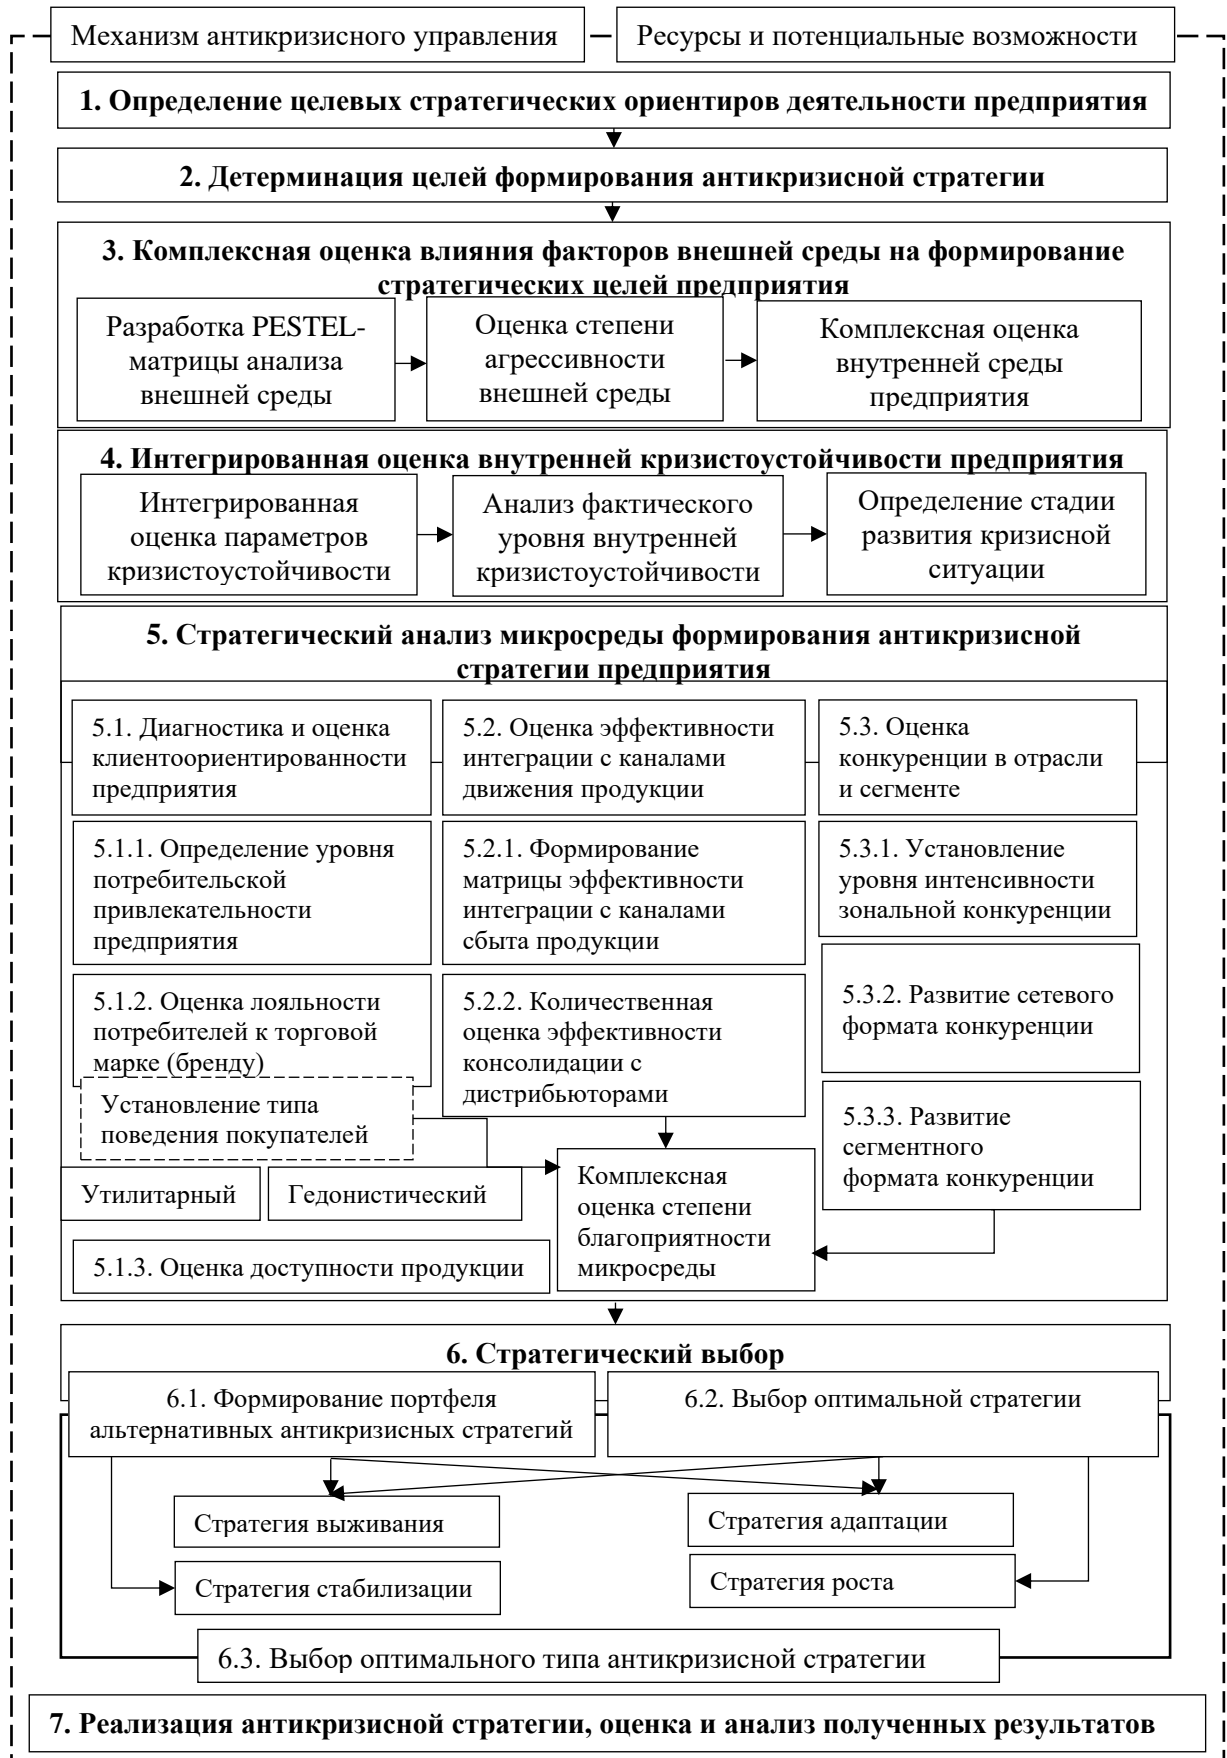 Механизм антикризисного управления
Ресурсы и потенциальные возможности
1. Определение целевых стратегических ориентиров деятельности предприятия
2. Детерминация целей формирования антикризисной стратегии
3. Комплексная оценка влияния факторов внешней среды на формирование
стратегических целей предприятия
Разработка PESTEL-
матрицы анализа
внешней среды
Оценка степени
агрессивности
внешней среды
Комплексная оценка
внутренней среды
предприятия
4. Интегрированная оценка внутренней кризистоустойчивости предприятия
Интегрированная
оценка параметров
кризистоустойчивости
Анализ фактического
уровня внутренней
кризистоустойчивости
Определение стадии
развития кризисной
ситуации
5. Стратегический анализ микросреды формирования антикризисной
стратегии предприятия
5.1. Диагностика и оценка
клиентоориентированности
предприятия
5.2. Оценка эффективности
интеграции с каналами
движения продукции
5.3. Оценка
конкуренции в отрасли
и сегменте
5.1.1. Определение уровня
потребительской
привлекательности
предприятия
5.2.1. Формирование
матрицы эффективности
интеграции с каналами
сбыта продукции
5.3.1. Установление
уровня интенсивности
зональной конкуренции
5.1.2. Оценка лояльности
потребителей к торговой
марке (бренду)
5.2.2. Количественная
оценка эффективности
консолидации с
дистрибьюторами
5.3.2. Развитие сетевого
формата конкуренции
Установление типа
поведения покупателей
5.3.3. Развитие
сегментного
формата конкуренции
Утилитарный
Гедонистический
Комплексная
оценка степени
благоприятности
микросреды
5.1.3. Оценка доступности продукции
6. Стратегический выбор
6.1. Формирование портфеля
альтернативных антикризисных стратегий
6.2. Выбор оптимальной стратегии
Стратегия выживания
Стратегия адаптации
Стратегия стабилизации
Стратегия роста
6.3. Выбор оптимального типа антикризисной стратегии
7. Реализация антикризисной стратегии, оценка и анализ полученных результатов